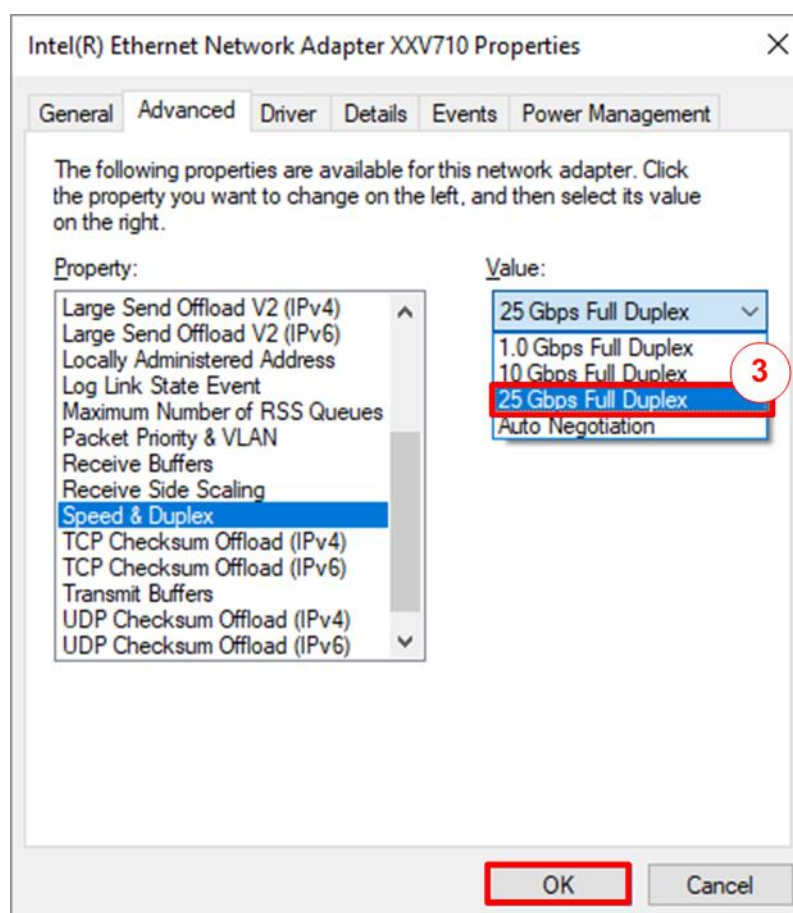 Intel(R) Ethernet Network Adapter XXV710 Properties
General Advanced Driver Details Events Power Management
The following properties are available for this network adapter. Click
the property you want to change on the left, and then select its value
on the right.
Property:
Large Send Offload V2 (IPv4)
Large Send Offload V2 (IPv6)
Locally Administered Address
Log Link State Event
Maximum Number of RSS Queues
Packet Priority & VLAN
Receive Buffers
Receive Side Scaling
Speed & Duplex
TCP Checksum Offload (IPv4)
TCP Checksum Offload (IPv6)
Transmit Buffers
UDP Checksum Offload (IPv4)
UDP Checksum Offload (IPv6)
Value:
25 Gbps Full Duplex
1.0 Gbps Full Duplex
10 Gbps Full Duplex
25 Gbps Full Duplex
Auto Negotiation
3
OK Cancel